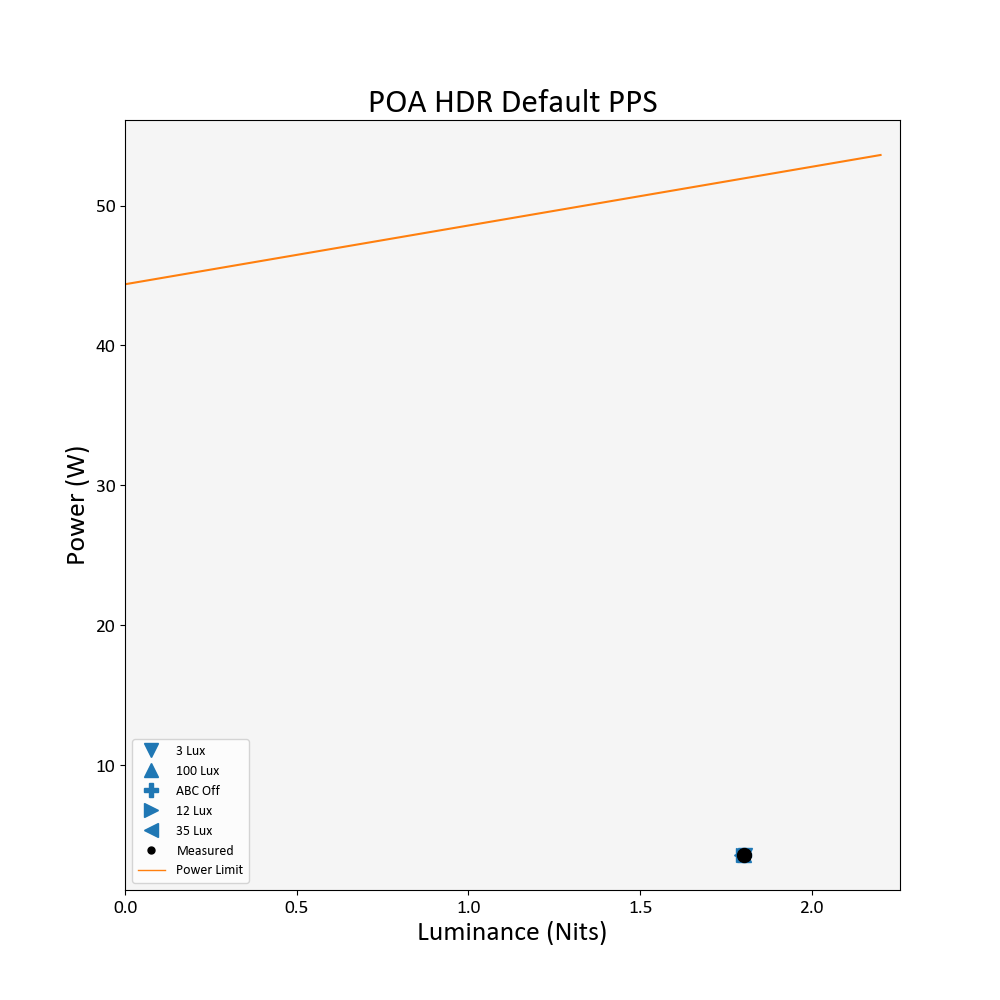 POA HDR Default PPS
Power (W)
50
40
30
20
10
3 Lux
100 Lux
ABC Off
12 Lux
35 Lux
Measured
Power Limit
0.0 0.5 1.0 1.5 2.0
Luminance (Nits)